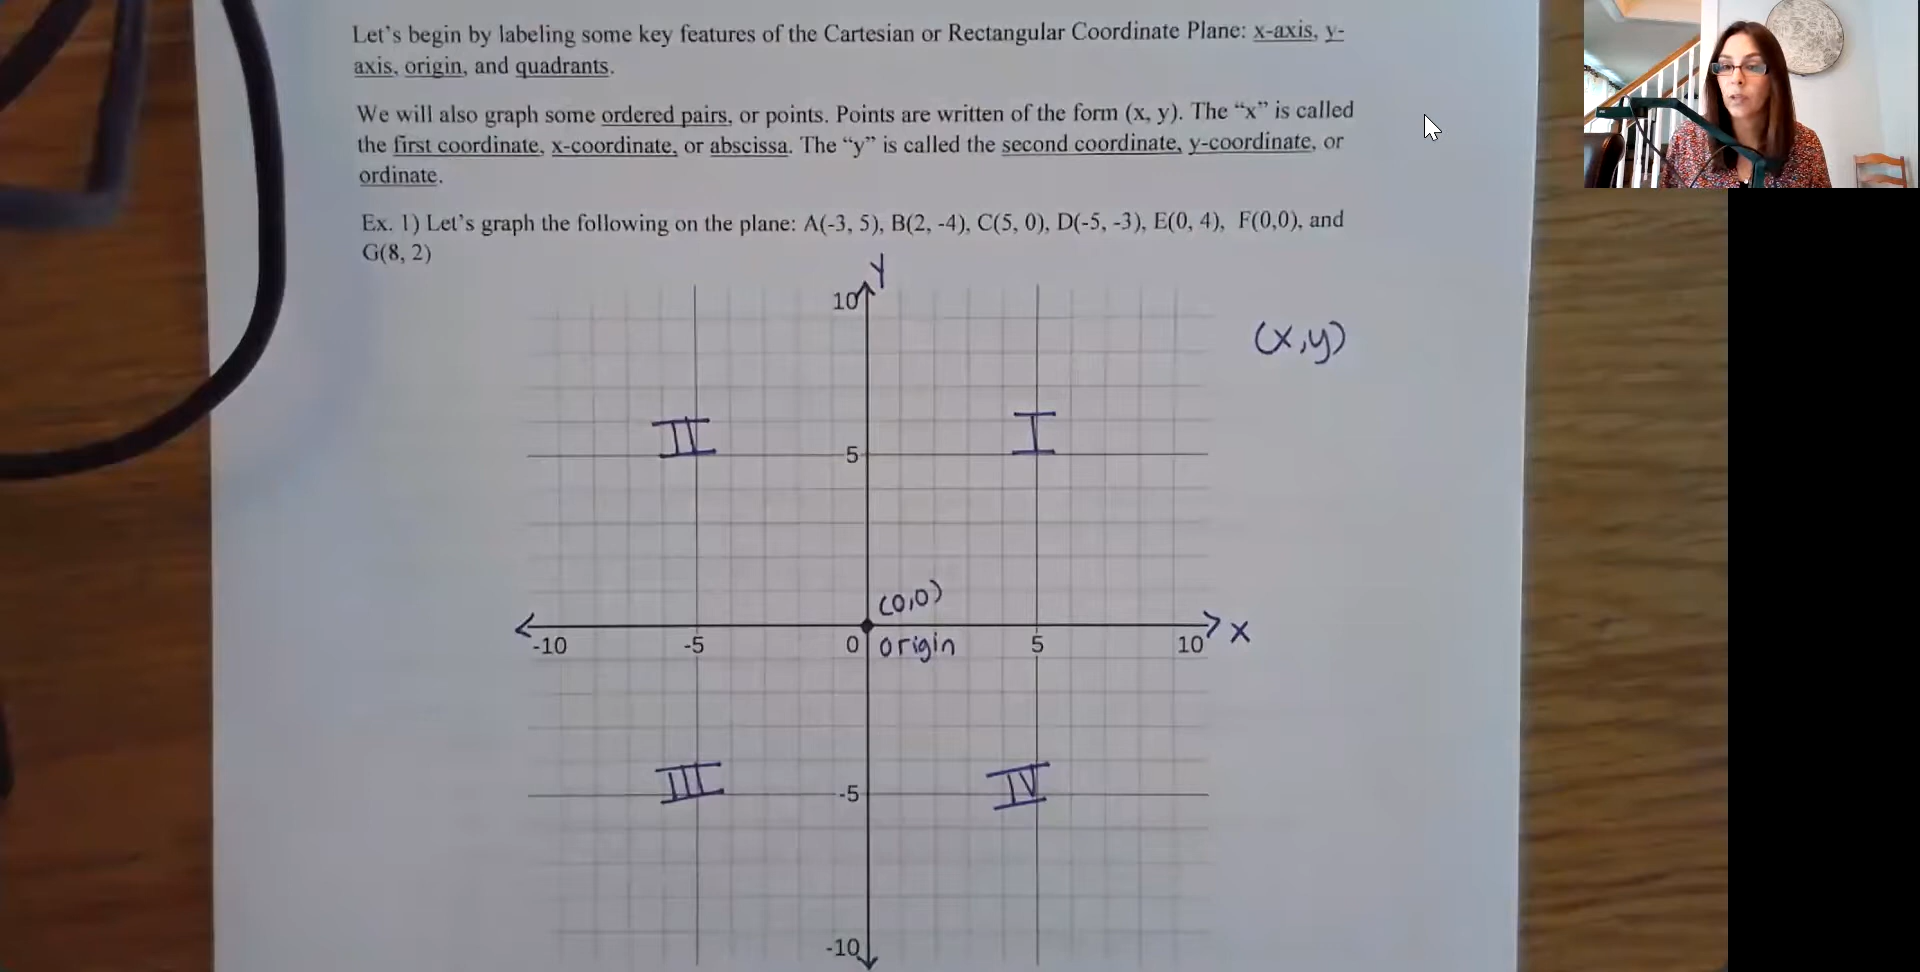 Let's begin by labeling some key features of the Cartesian or Rectangular Coordinate Plane: x-axis, y-
axis, origin, and quadrants.
We will also graph some ordered pairs, or points. Points are written of the form (x, y). The “x” is called
the first coordinate, x-coordinate, or abscissa. The “y” is called the second coordinate, y-coordinate, or
ordinate.
Ex. 1) Let's graph the following on the plane: A(-3, 5), B(2, -4), C(5, 0), D(-5, -3), E(0, 4), F(0,0), and
G(8, 2)
Y
10
(x,y)
II
I
5
(0,0)
-10 -5 0 origin 5 10 X
III
IV
-5
-10